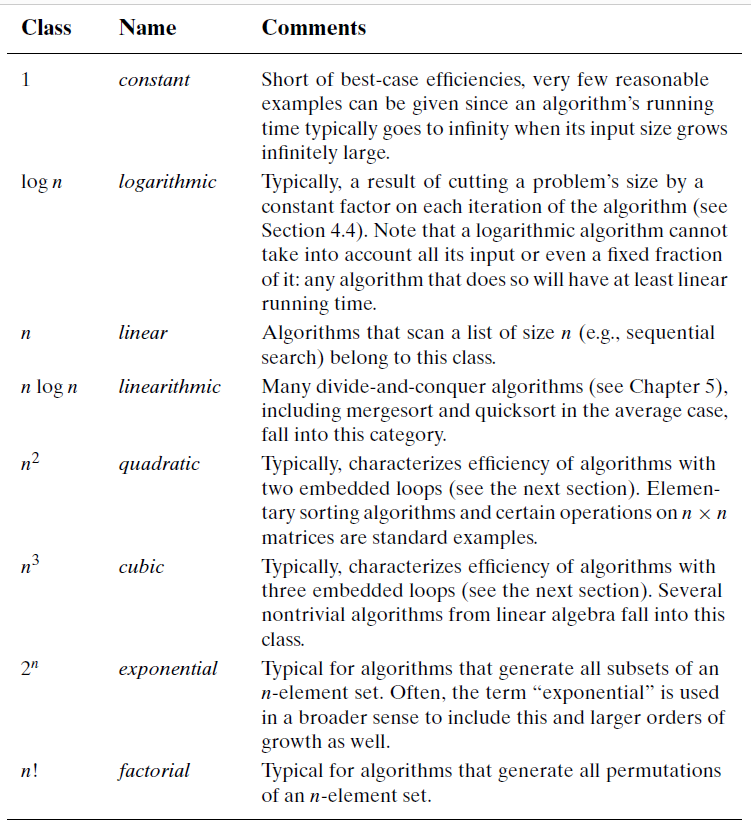 Class Name Comments
1 constant Short of best-case efficiencies, very few reasonable
examples can be given since an algorithm's running
time typically goes to infinity when its input size grows
infinitely large.
log n logarithmic Typically, a result of cutting a problem's size by a
constant factor on each iteration of the algorithm (see
Section 4.4). Note that a logarithmic algorithm cannot
take into account all its input or even a fixed fraction
of it: any algorithm that does so will have at least linear
running time.
n linear Algorithms that scan a list of size n (e.g., sequential
search) belong to this class.
n log n linearithmic Many divide-and-conquer algorithms (see Chapter 5),
including mergesort and quicksort in the average case,
fall into this category.
n² quadratic Typically, characterizes efficiency of algorithms with
two embedded loops (see the next section). Elemen-
tary sorting algorithms and certain operations on n × n
matrices are standard examples.
n³ cubic Typically, characterizes efficiency of algorithms with
three embedded loops (see the next section). Several
nontrivial algorithms from linear algebra fall into this
class.
2ⁿ exponential Typical for algorithms that generate all subsets of an
n-element set. Often, the term “exponential” is used
in a broader sense to include this and larger orders of
growth as well.
n! factorial Typical for algorithms that generate all permutations
of an n-element set.